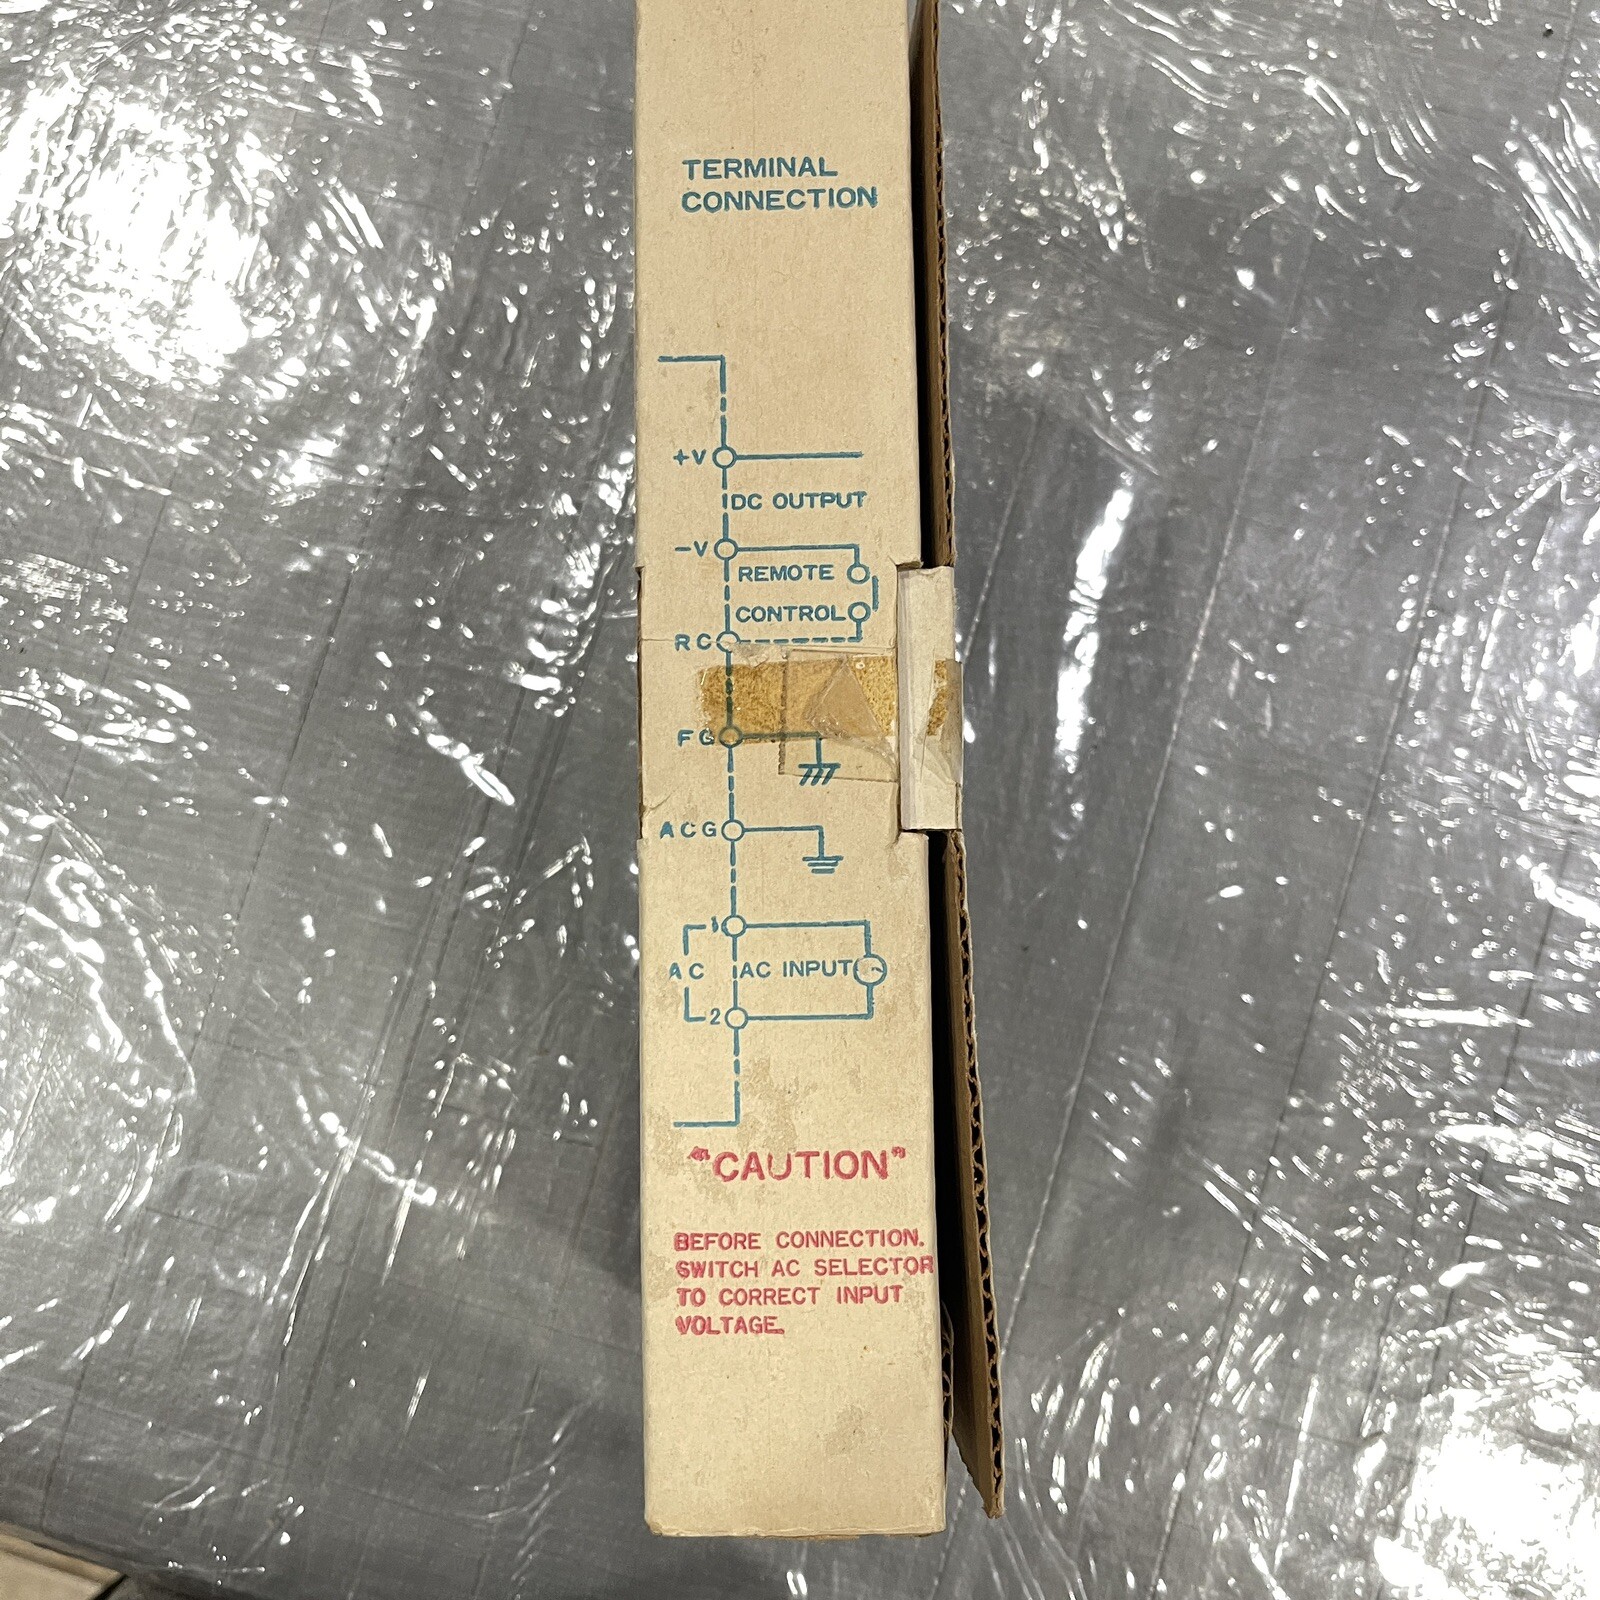 TERMINAL
CONNECTION
+V
DC OUTPUT
-V
REMOTE
CONTROL
RC
FG
ACG
1
AC
AC INPUT
2
"CAUTION"
BEFORE CONNECTION.
SWITCH AC SELECTOR
TO CORRECT INPUT
VOLTAGE.